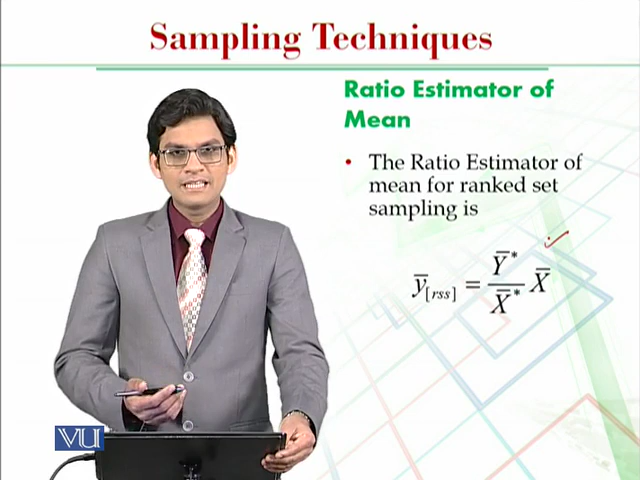 Sampling Techniques
Ratio Estimator of
Mean
• The Ratio Estimator of
mean for ranked set
sampling is
y̅[rss] = Y̅* / X̅* X̅
VU